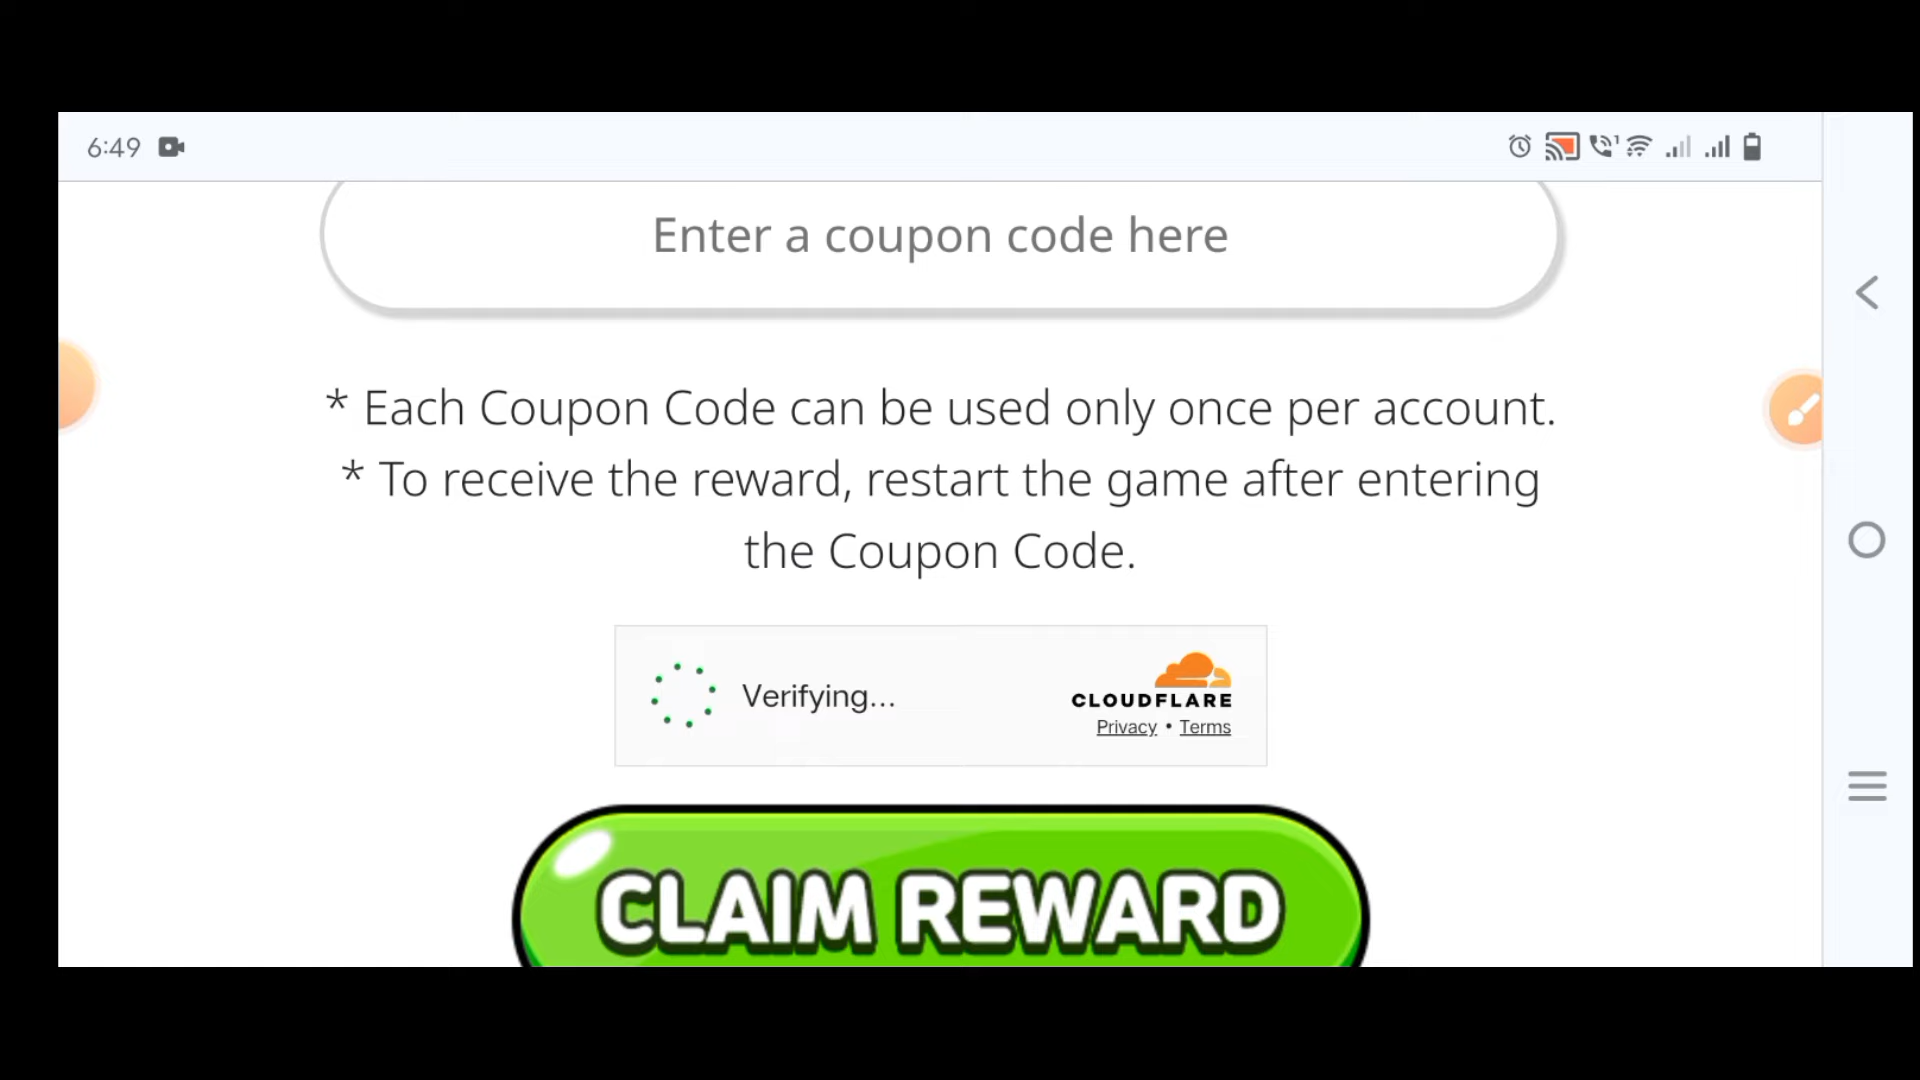 6:49
Enter a coupon code here
* Each Coupon Code can be used only once per account.
* To receive the reward, restart the game after entering
the Coupon Code.
Verifying...
CLOUDFLARE
Privacy • Terms
CLAIM REWARD